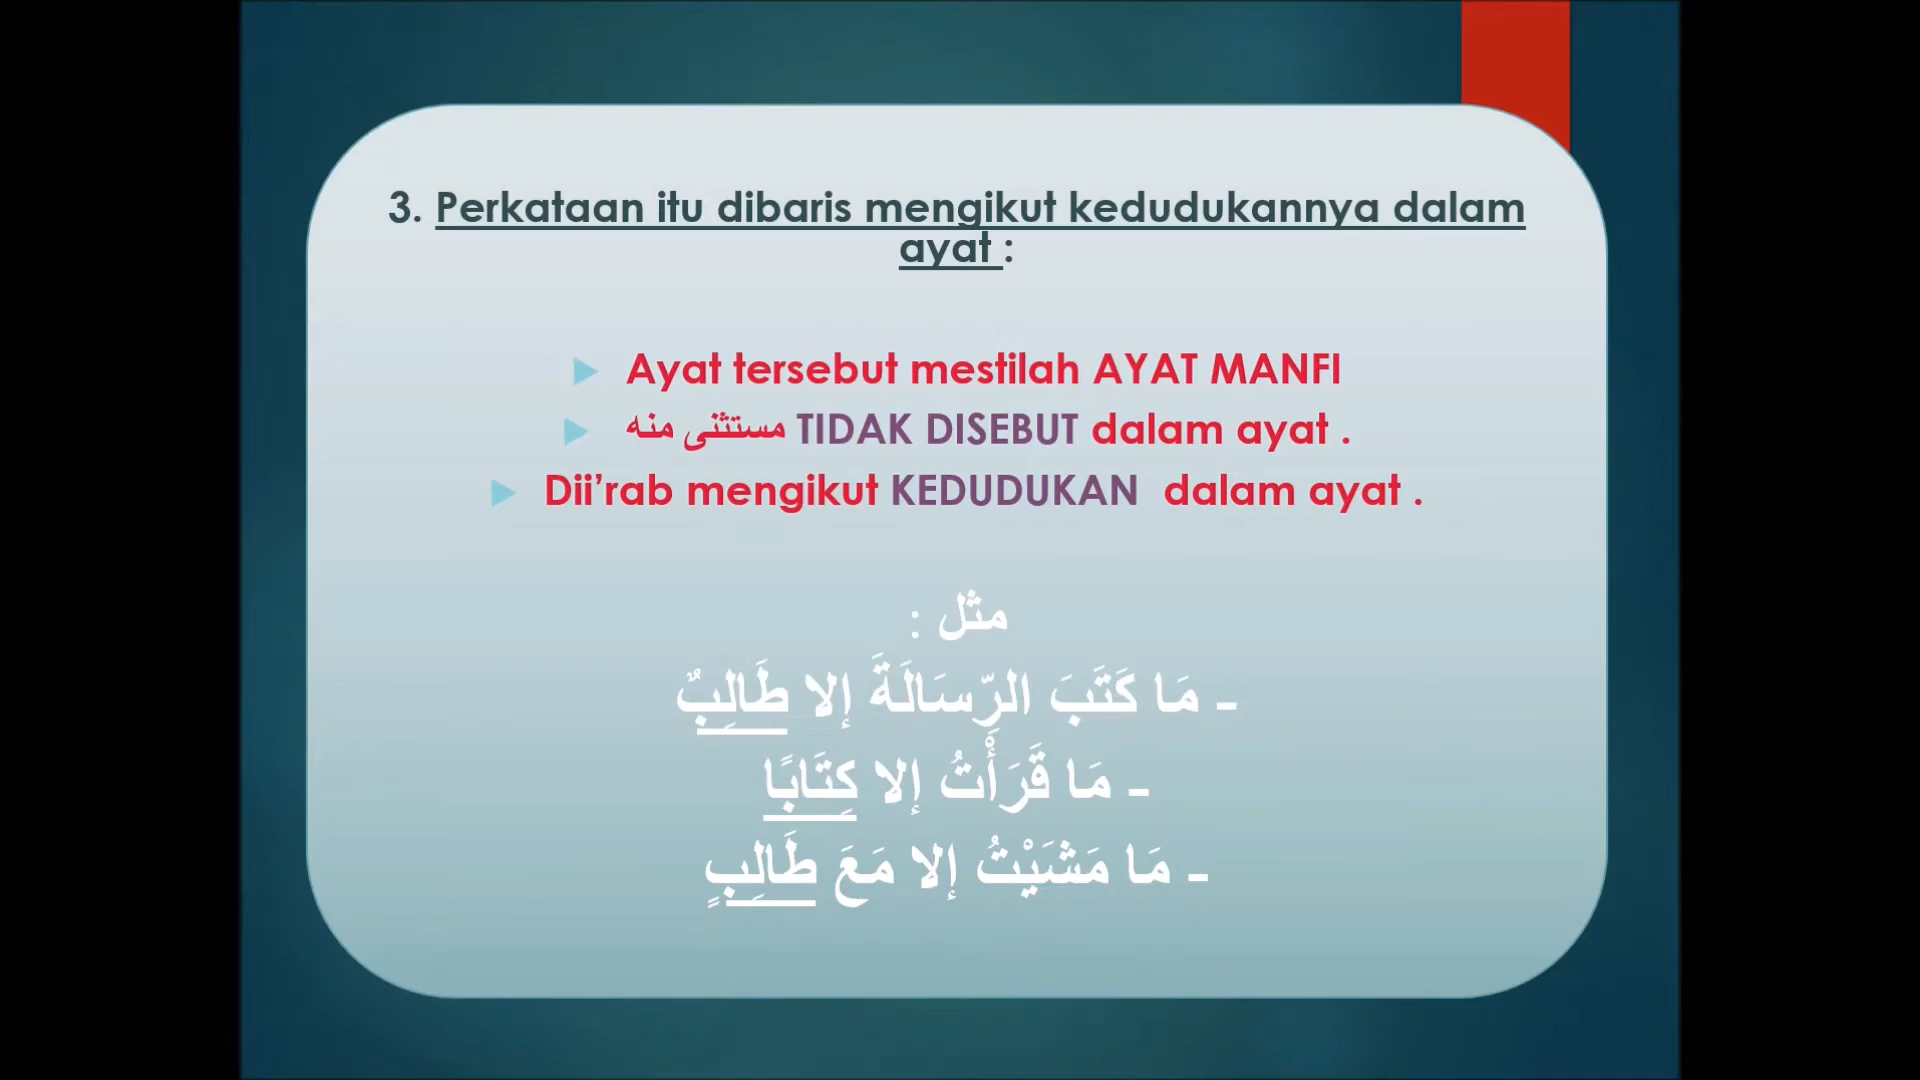 3. Perkataan itu dibaris mengikut kedudukannya dalam
ayat :
Ayat tersebut mestilah AYAT MANFI
مستثنى منه TIDAK DISEBUT dalam ayat .
Dii’rab mengikut KEDUDUKAN dalam ayat .
مثل :
- مَا كَتَبَ الرّسَالَةَ إلا طَالِبٌ
- مَا قَرَأْتُ إلا كِتَابًا
- مَا مَشَيْتُ إلا مَعَ طَالِبٍ